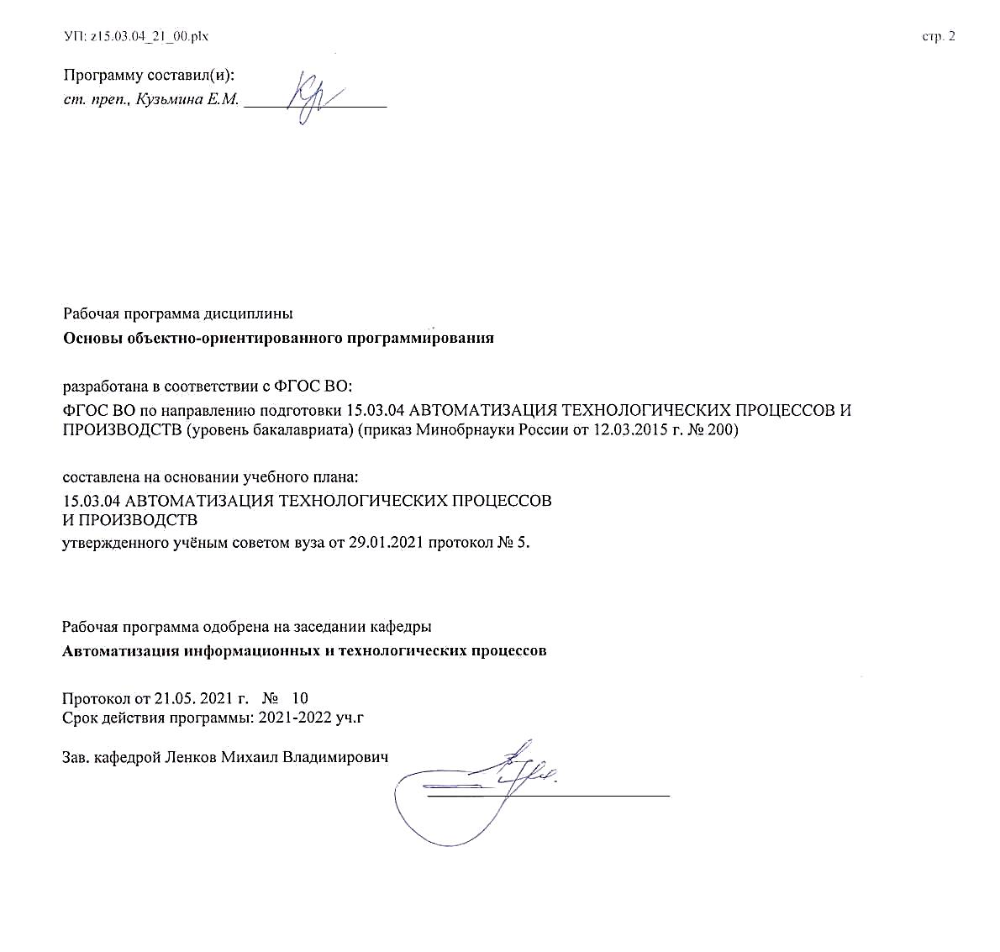 УП: z15.03.04_21_00.plx
стр. 2
Программу составил(и):
ст. преп., Кузьмина Е.М.
Рабочая программа дисциплины
Основы объектно-ориентированного программирования
разработана в соответствии с ФГОС ВО:
ФГОС ВО по направлению подготовки 15.03.04 АВТОМАТИЗАЦИЯ ТЕХНОЛОГИЧЕСКИХ ПРОЦЕССОВ И
ПРОИЗВОДСТВ (уровень бакалавриата) (приказ Минобрнауки России от 12.03.2015 г. № 200)
составлена на основании учебного плана:
15.03.04 АВТОМАТИЗАЦИЯ ТЕХНОЛОГИЧЕСКИХ ПРОЦЕССОВ
И ПРОИЗВОДСТВ
утвержденного учёным советом вуза от 29.01.2021 протокол № 5.
Рабочая программа одобрена на заседании кафедры
Автоматизация информационных и технологических процессов
Протокол от 21.05. 2021 г. № 10
Срок действия программы: 2021-2022 уч.г
Зав. кафедрой Ленков Михаил Владимирович